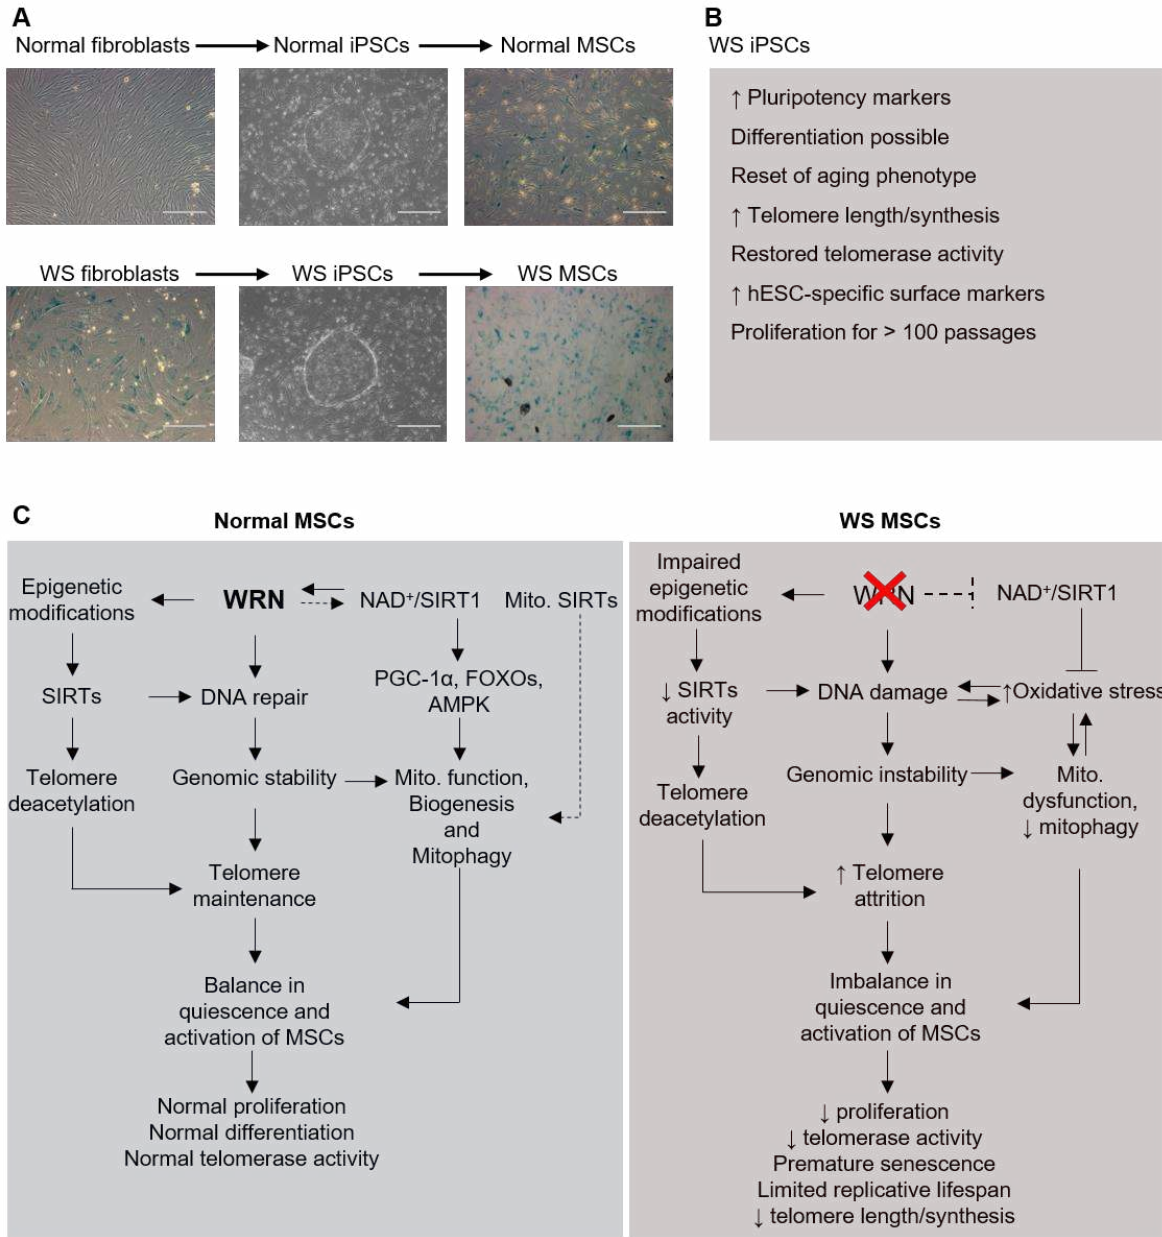 A
Normal fibroblasts
Normal iPSCs
Normal MSCs
WS fibroblasts
WS iPSCs
WS MSCs
B
WS iPSCs
↑ Pluripotency markers
Differentiation possible
Reset of aging phenotype
↑ Telomere length/synthesis
Restored telomerase activity
↑ hESC-specific surface markers
Proliferation for > 100 passages
C
Normal MSCs
Epigenetic
modifications
WRN
NAD⁺/SIRT1
Mito. SIRTs
SIRTs
DNA repair
PGC-1α, FOXOs,
AMPK
Telomere
deacetylation
Genomic stability
Mito. function,
Biogenesis
and
Mitophagy
Telomere
maintenance
Balance in
quiescence and
activation of MSCs
Normal proliferation
Normal differentiation
Normal telomerase activity
WS MSCs
Impaired
epigenetic
modifications
WRN
NAD⁺/SIRT1
↓ SIRTs
activity
DNA damage
↑Oxidative stress
Telomere
deacetylation
Genomic instability
Mito.
dysfunction,
↓ mitophagy
↑ Telomere
attrition
Imbalance in
quiescence and
activation of MSCs
↓ proliferation
↓ telomerase activity
Premature senescence
Limited replicative lifespan
↓ telomere length/synthesis